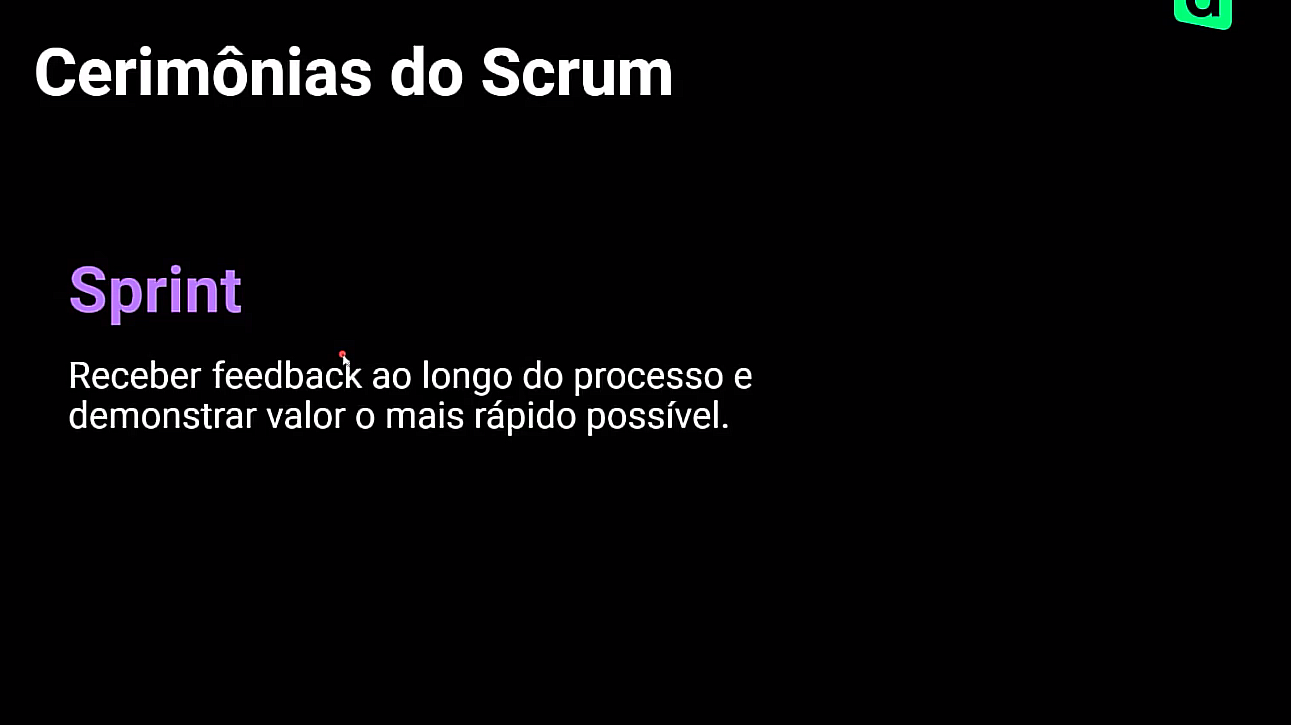 Cerimônias do Scrum
Sprint
Receber feedback ao longo do processo e
demonstrar valor o mais rápido possível.